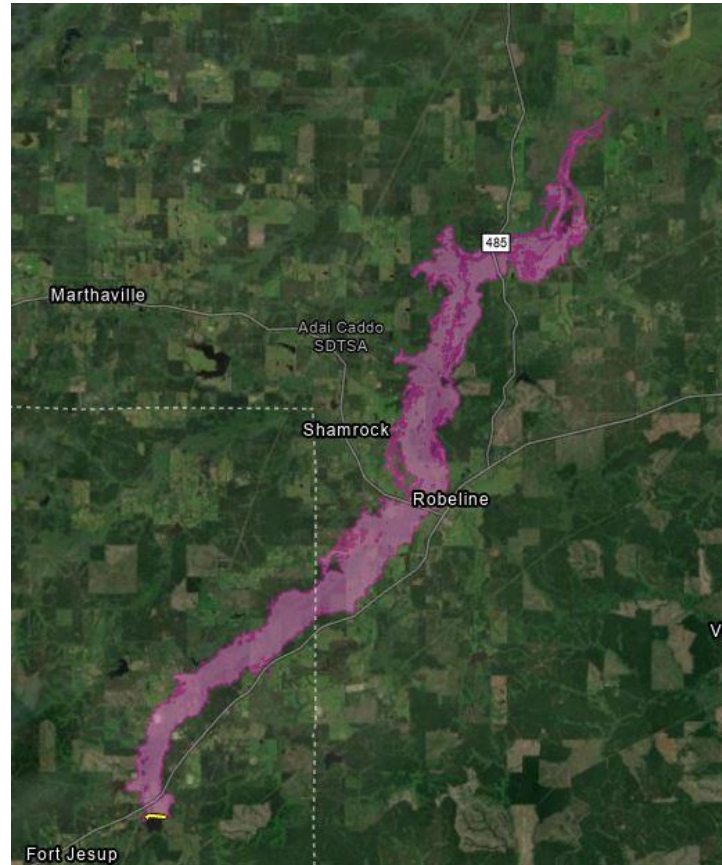 485
Marthaville
Adai Caddo
SDTSA
Shamrock
Robeline
V
Fort Jesup